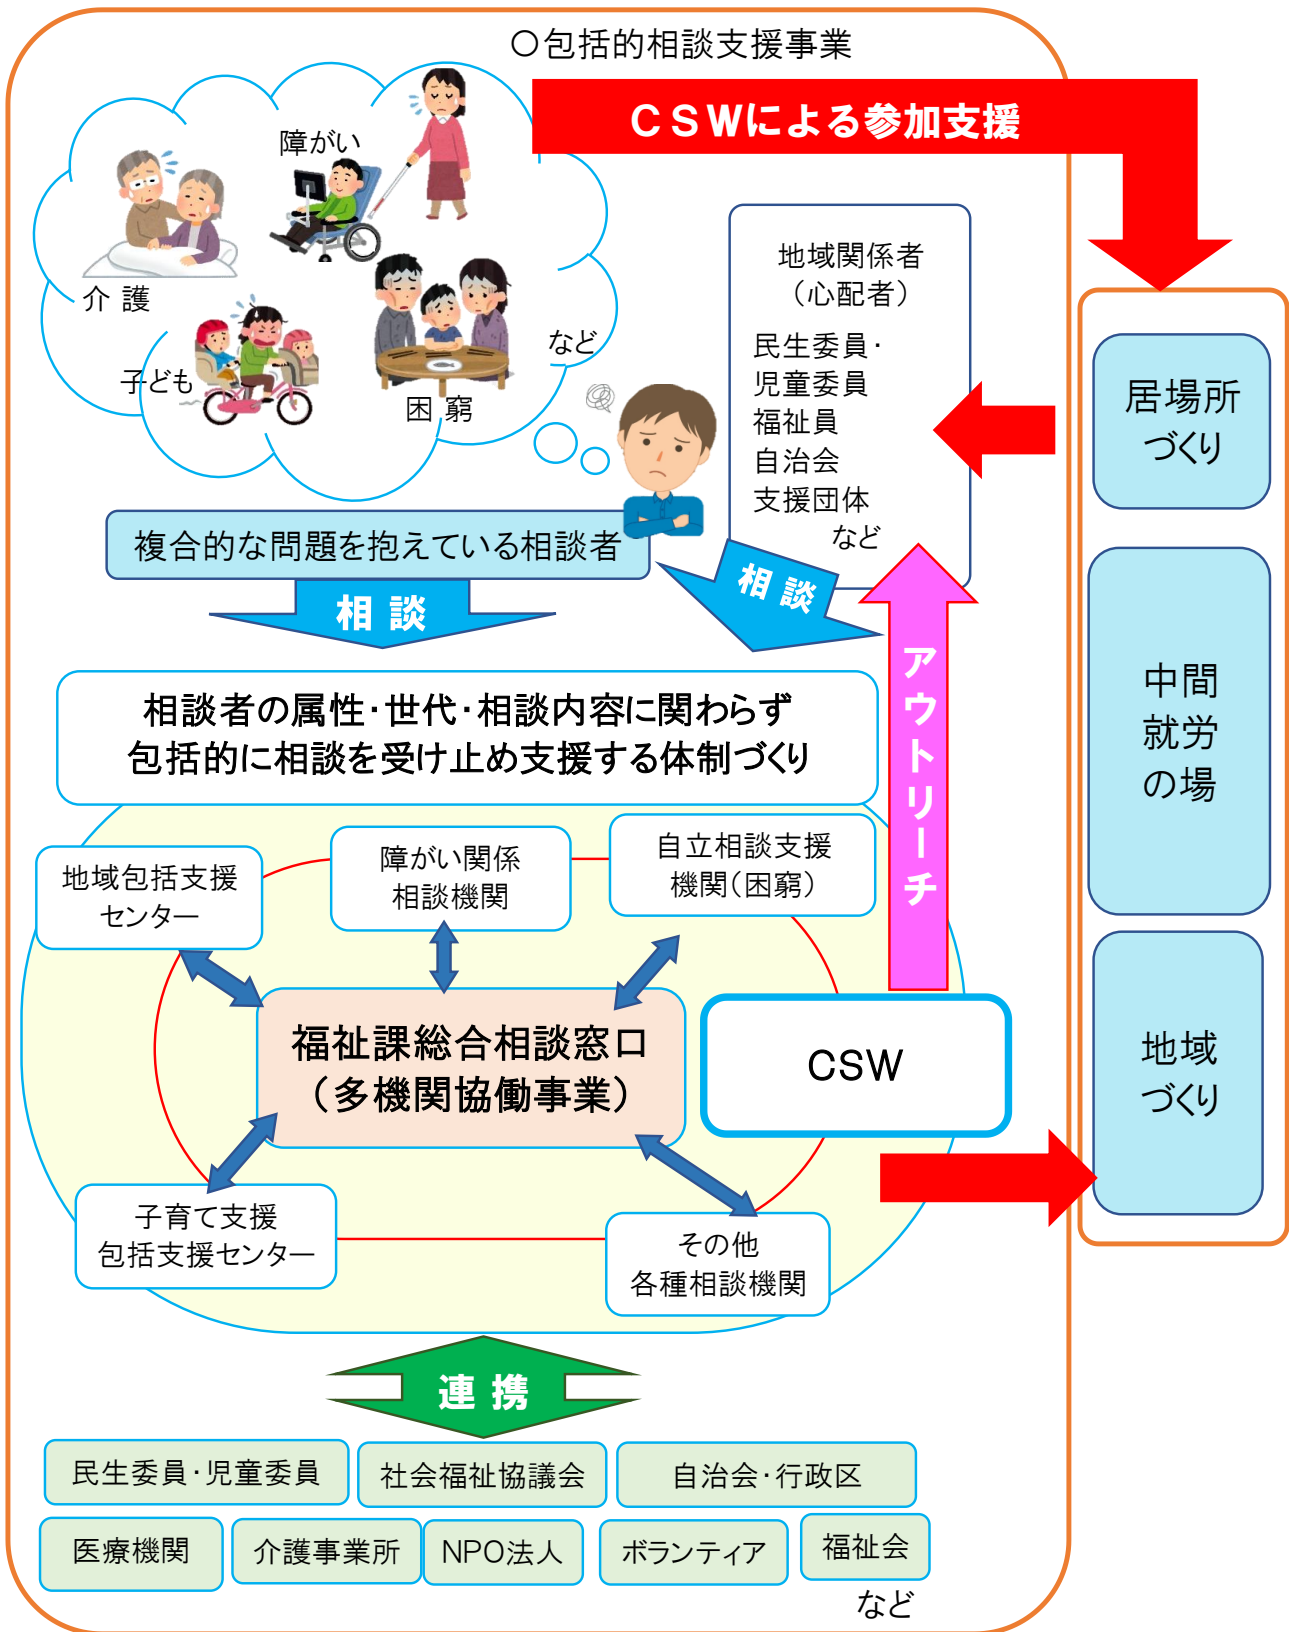 ○包括的相談支援事業
CSWによる参加支援
障がい
介 護
子ども
困 窮
など
複合的な問題を抱えている相談者
地域関係者
（心配者）
民生委員・
児童委員
福祉員
自治会
支援団体
など
相 談
相 談
アウトリーチ
居場所
づくり
中間
就労
の場
地域
づくり
相談者の属性・世代・相談内容に関わらず
包括的に相談を受け止め支援する体制づくり
地域包括支援
センター
障がい関係
相談機関
自立相談支援
機関（困窮）
福祉課総合相談窓口
（多機関協働事業）
CSW
子育て支援
包括支援センター
その他
各種相談機関
連 携
民生委員・児童委員
社会福祉協議会
自治会・行政区
医療機関
介護事業所
NPO法人
ボランティア
福祉会
など